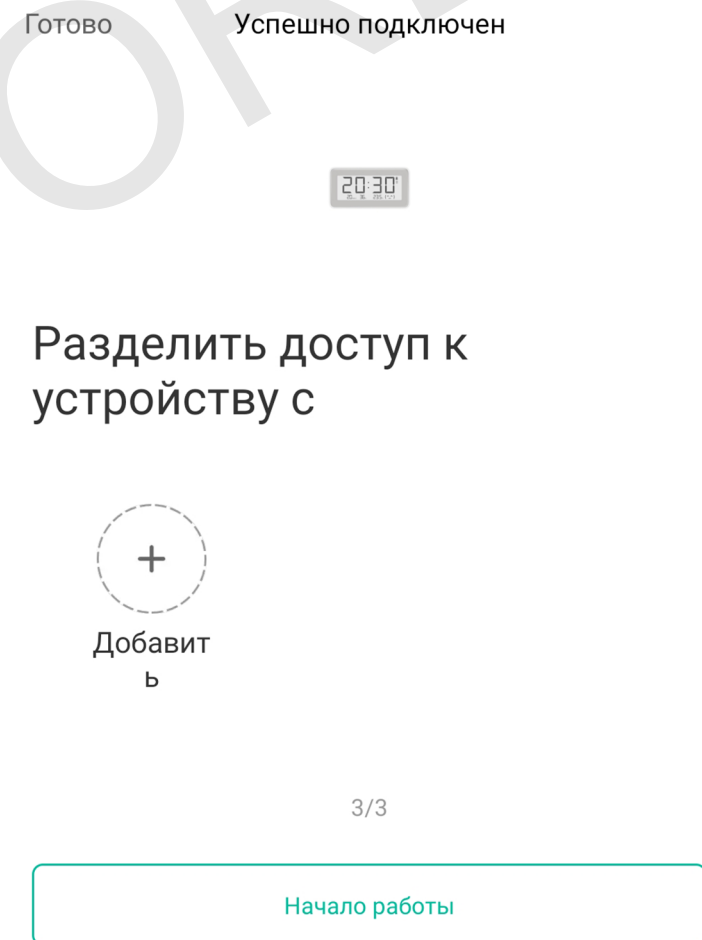 Готово
Успешно подключен
20:30
Разделить доступ к
устройству с
Добавит
ь
3/3
Начало работы